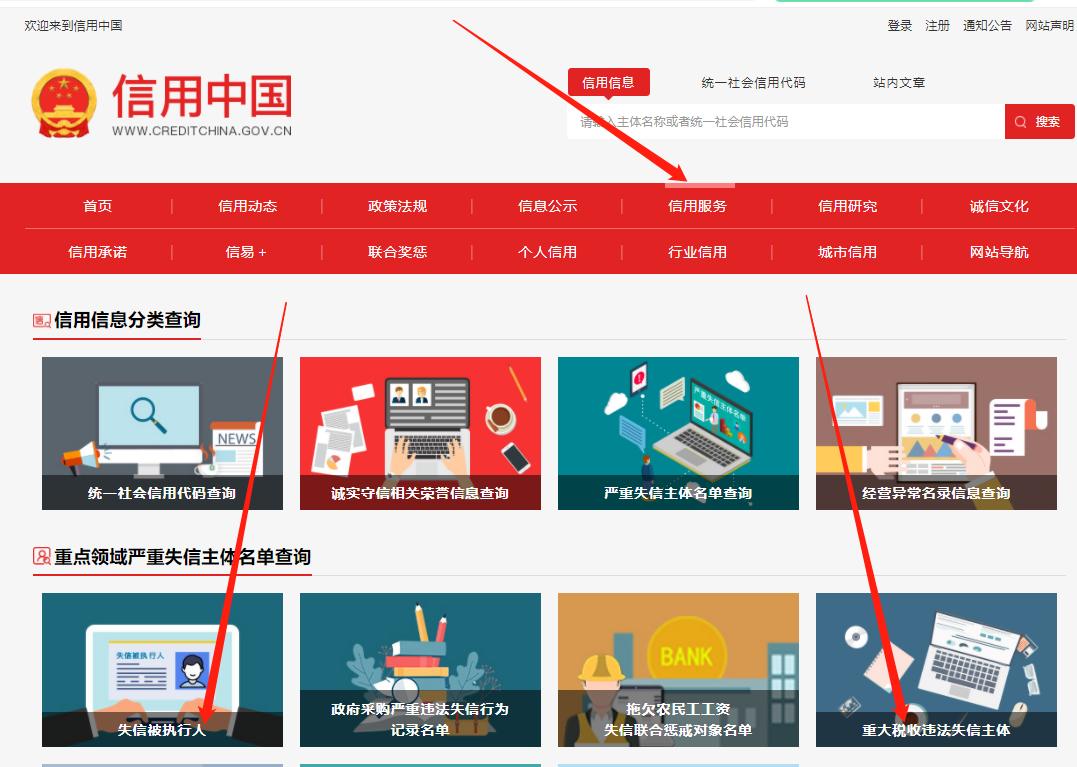 欢迎来到信用中国
登录 注册 通知公告 网站声明
信用中国
WWW.CREDITCHINA.GOV.CN
信用信息 统一社会信用代码 站内文章
请输入主体名称或者统一社会信用代码
搜索
首页 信用动态 政策法规 信息公示 信用服务 信用研究 诚信文化
信用承诺 信易 + 联合奖惩 个人信用 行业信用 城市信用 网站导航
信用信息分类查询
NEWS
严重失信主体名单
统一社会信用代码查询 诚实守信相关荣誉信息查询 严重失信主体名单查询 经营异常名录信息查询
重点领域严重失信主体名单查询
失信被执行人
BANK
失信被执行人
政府采购严重违法失信行为
记录名单
拖欠农民工工资
失信联合惩戒对象名单
重大税收违法失信主体